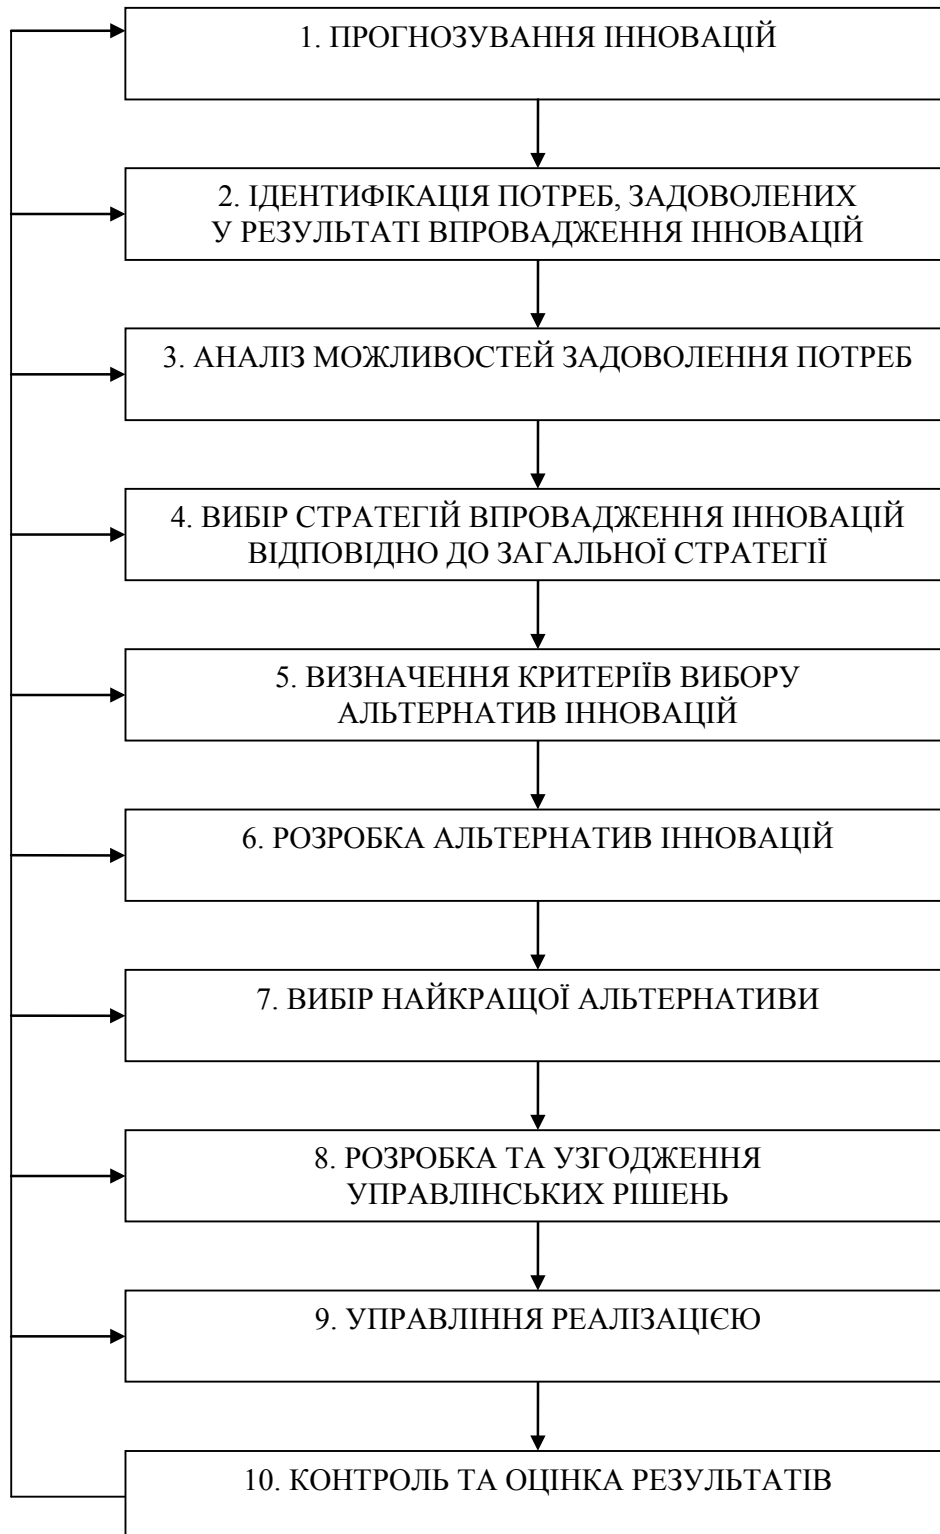 1. ПРОГНОЗУВАННЯ ІННОВАЦІЙ
2. ІДЕНТИФІКАЦІЯ ПОТРЕБ, ЗАДОВОЛЕНИХ
У РЕЗУЛЬТАТІ ВПРОВАДЖЕННЯ ІННОВАЦІЙ
3. АНАЛІЗ МОЖЛИВОСТЕЙ ЗАДОВОЛЕННЯ ПОТРЕБ
4. ВИБІР СТРАТЕГІЙ ВПРОВАДЖЕННЯ ІННОВАЦІЙ
ВІДПОВІДНО ДО ЗАГАЛЬНОЇ СТРАТЕГІЇ
5. ВИЗНАЧЕННЯ КРИТЕРІЇВ ВИБОРУ
АЛЬТЕРНАТИВ ІННОВАЦІЙ
6. РОЗРОБКА АЛЬТЕРНАТИВ ІННОВАЦІЙ
7. ВИБІР НАЙКРАЩОЇ АЛЬТЕРНАТИВИ
8. РОЗРОБКА ТА УЗГОДЖЕННЯ
УПРАВЛІНСЬКИХ РІШЕНЬ
9. УПРАВЛІННЯ РЕАЛІЗАЦІЄЮ
10. КОНТРОЛЬ ТА ОЦІНКА РЕЗУЛЬТАТІВ